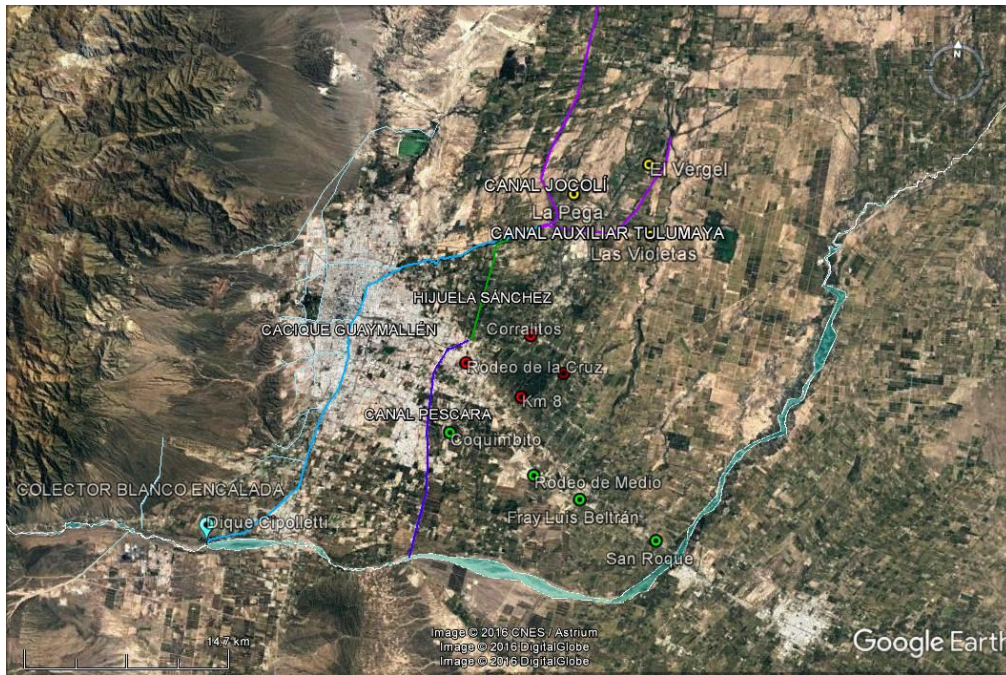 N
El Vergel
CANAL JOCOLÍ
La Pega
CANAL AUXILIAR TULUMAYA
Las Violetas
HIJUELA SÁNCHEZ
CACIQUE GUAYMALLÉN
Corralitos
Rodeo de la Cruz
Km 8
CANAL PESCARA
Coquimbito
Rodeo de Medio
COLECTOR BLANCO ENCALADA
Fray Luis Beltrán
Dique Cipolletti
San Roque
14.7 km
Image © 2016 CNES / Astrium
Image © 2016 DigitalGlobe
Image © 2016 DigitalGlobe
Google Earth